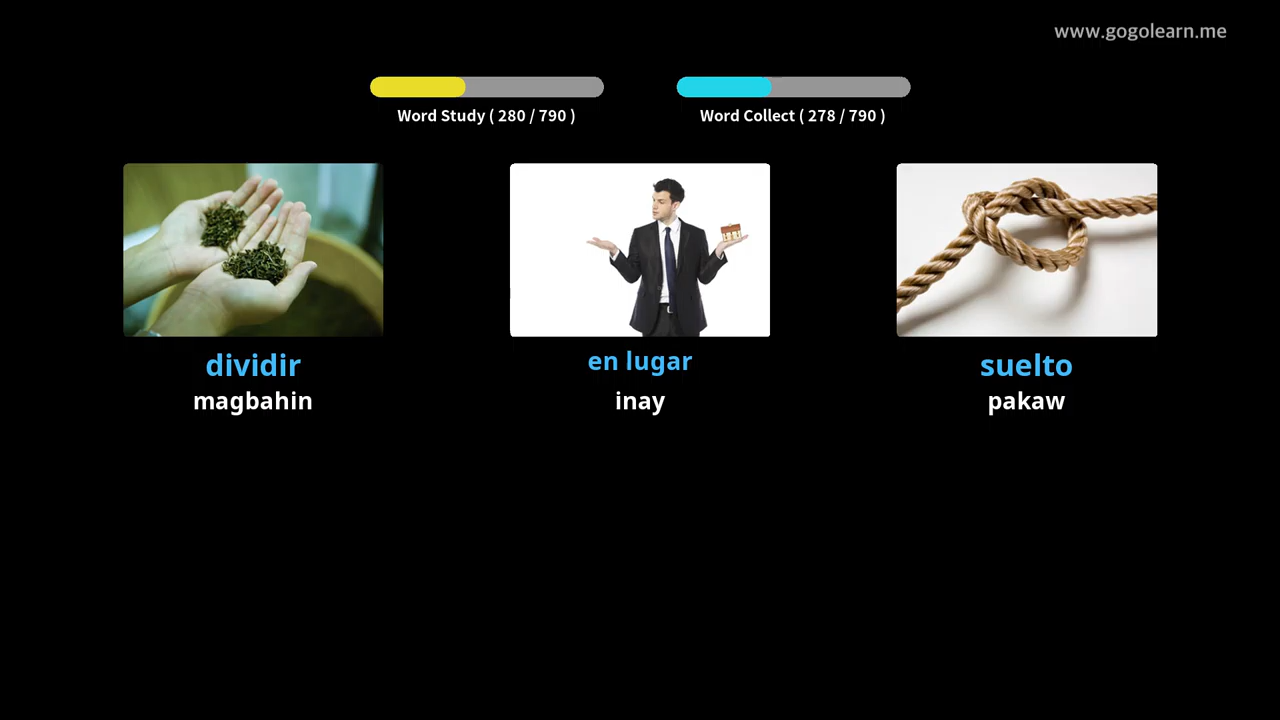 www.gogolearn.me
Word Study ( 280 / 790 )
Word Collect ( 278 / 790 )
dividir
magbahin
en lugar
inay
suelto
pakaw